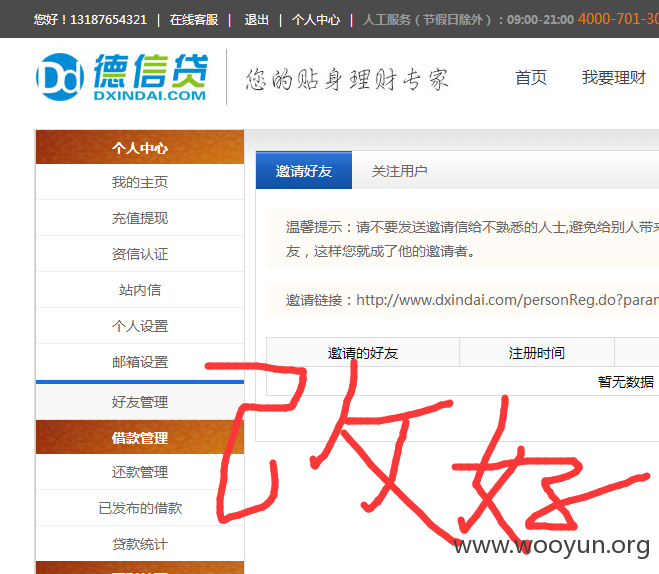 您好！13187654321 | 在线客服 | 退出 | 个人中心 | 人工服务（节假日除外）：09:00-21:00 4000-701-30
德信贷
DXINDAI.COM
您的贴身理财专家
首页 我要理财
个人中心
我的主页
充值提现
资信认证
站内信
个人设置
邮箱设置
好友管理
借款管理
还款管理
已发布的借款
贷款统计
邀请好友 关注用户
温馨提示：请不要发送邀请信给不熟悉的人士,避免给别人带来
友，这样您就成了他的邀请者。
邀请链接：http://www.dxindai.com/personReg.do?param
邀请的好友 注册时间
暂无数据
改好
www.wooyun.org